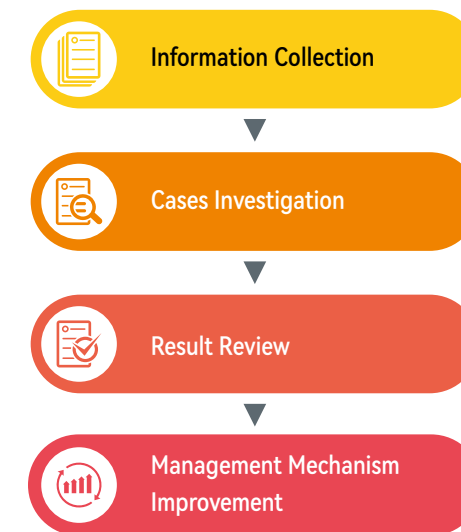 Information Collection
Cases Investigation
Result Review
Management Mechanism
Improvement